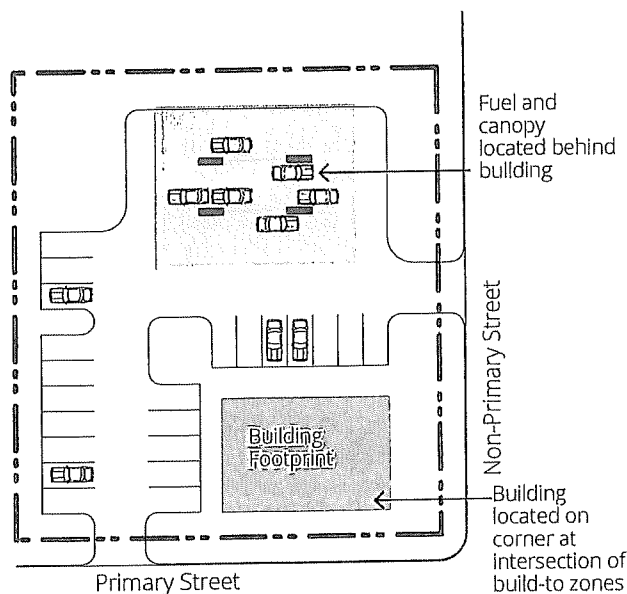 Fuel and
canopy
located behind
building
Non-Primary Street
Building
Footprint
Building
located on
corner at
intersection of
build-to zones
Primary Street